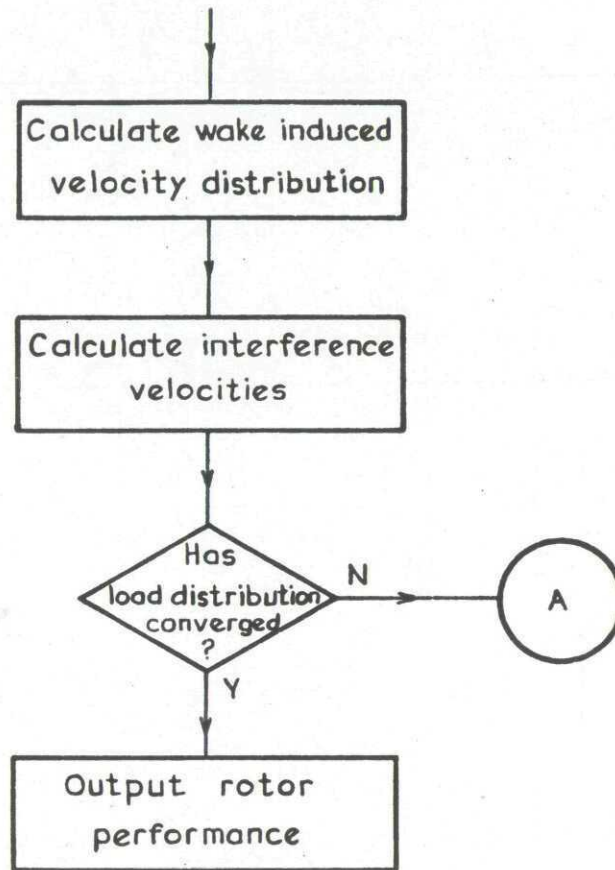 Calculate wake induced
velocity distribution
Calculate interference
velocities
Has
load distribution
converged
?
N
A
Y
Output rotor
performance